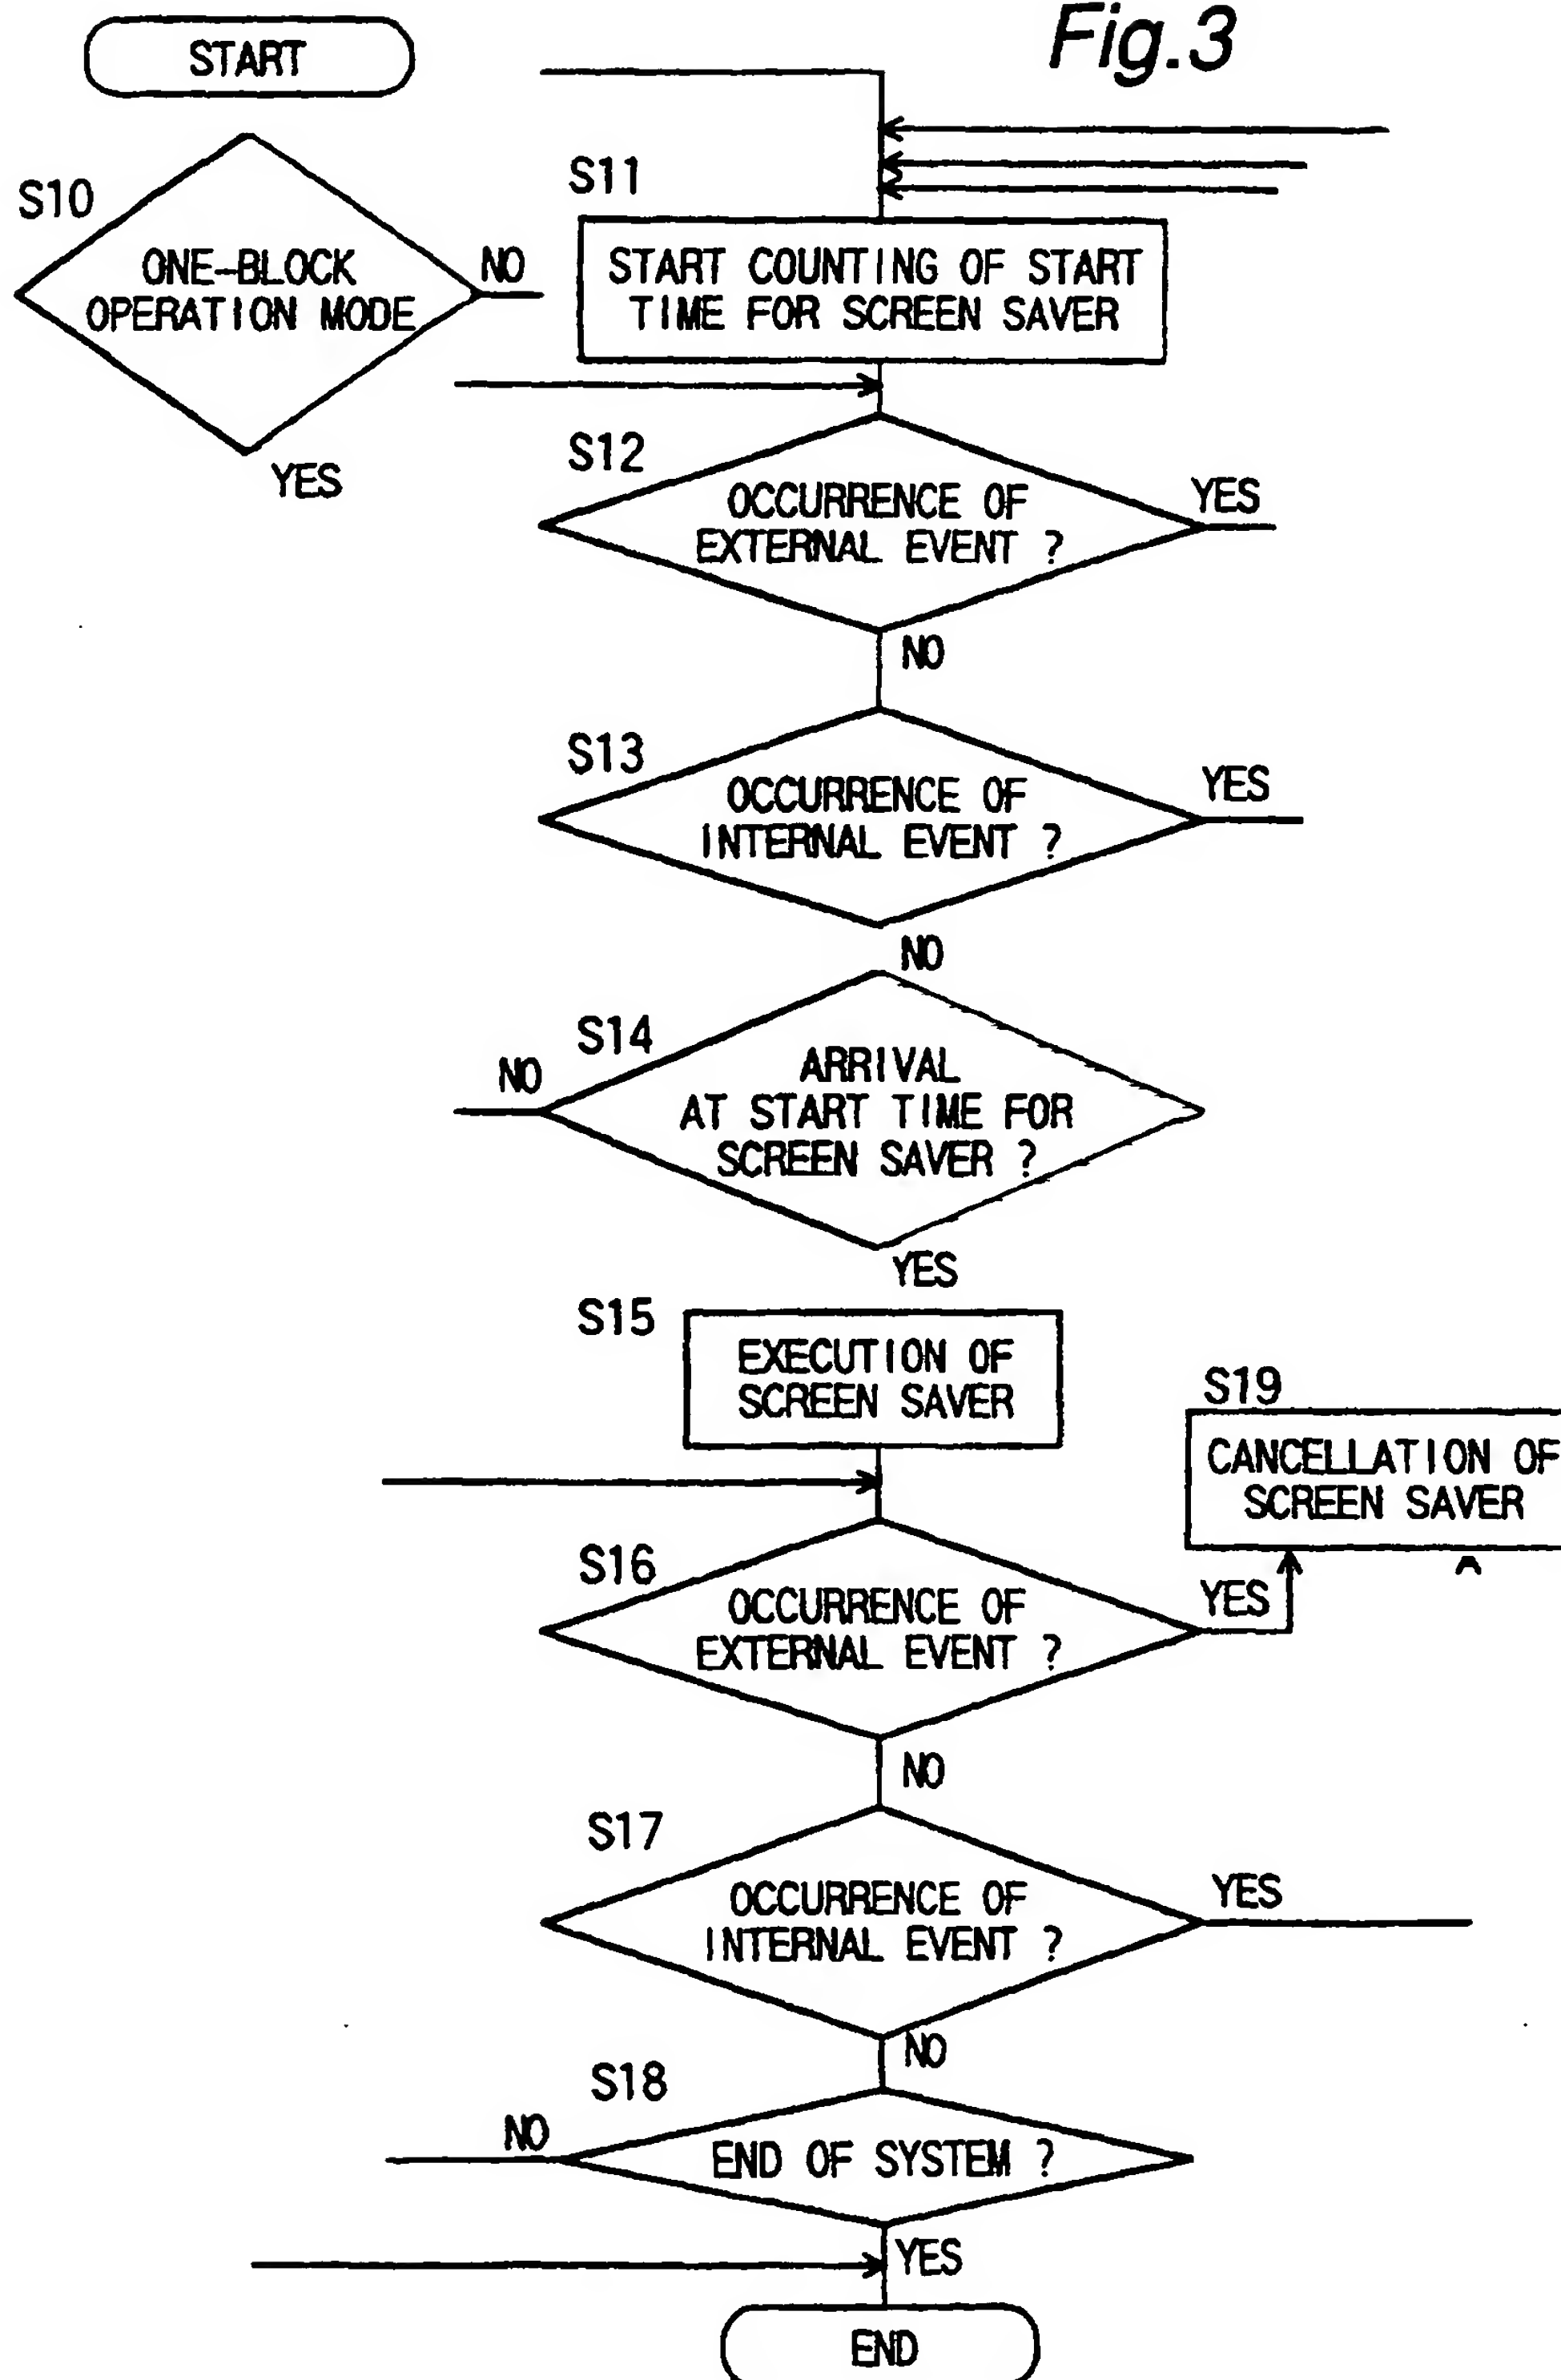 Fig.3
START
S10
ONE-BLOCK
OPERATION MODE
NO
YES
S11
START COUNTING OF START
TIME FOR SCREEN SAVER
S12
OCCURRENCE OF
EXTERNAL EVENT ?
YES
NO
S13
OCCURRENCE OF
INTERNAL EVENT ?
YES
NO
S14
NO
ARRIVAL
AT START TIME FOR
SCREEN SAVER ?
YES
S15
EXECUTION OF
SCREEN SAVER
S19
CANCELLATION OF
SCREEN SAVER
S16
OCCURRENCE OF
EXTERNAL EVENT ?
YES
NO
S17
OCCURRENCE OF
INTERNAL EVENT ?
YES
NO
S18
NO
END OF SYSTEM ?
YES
END